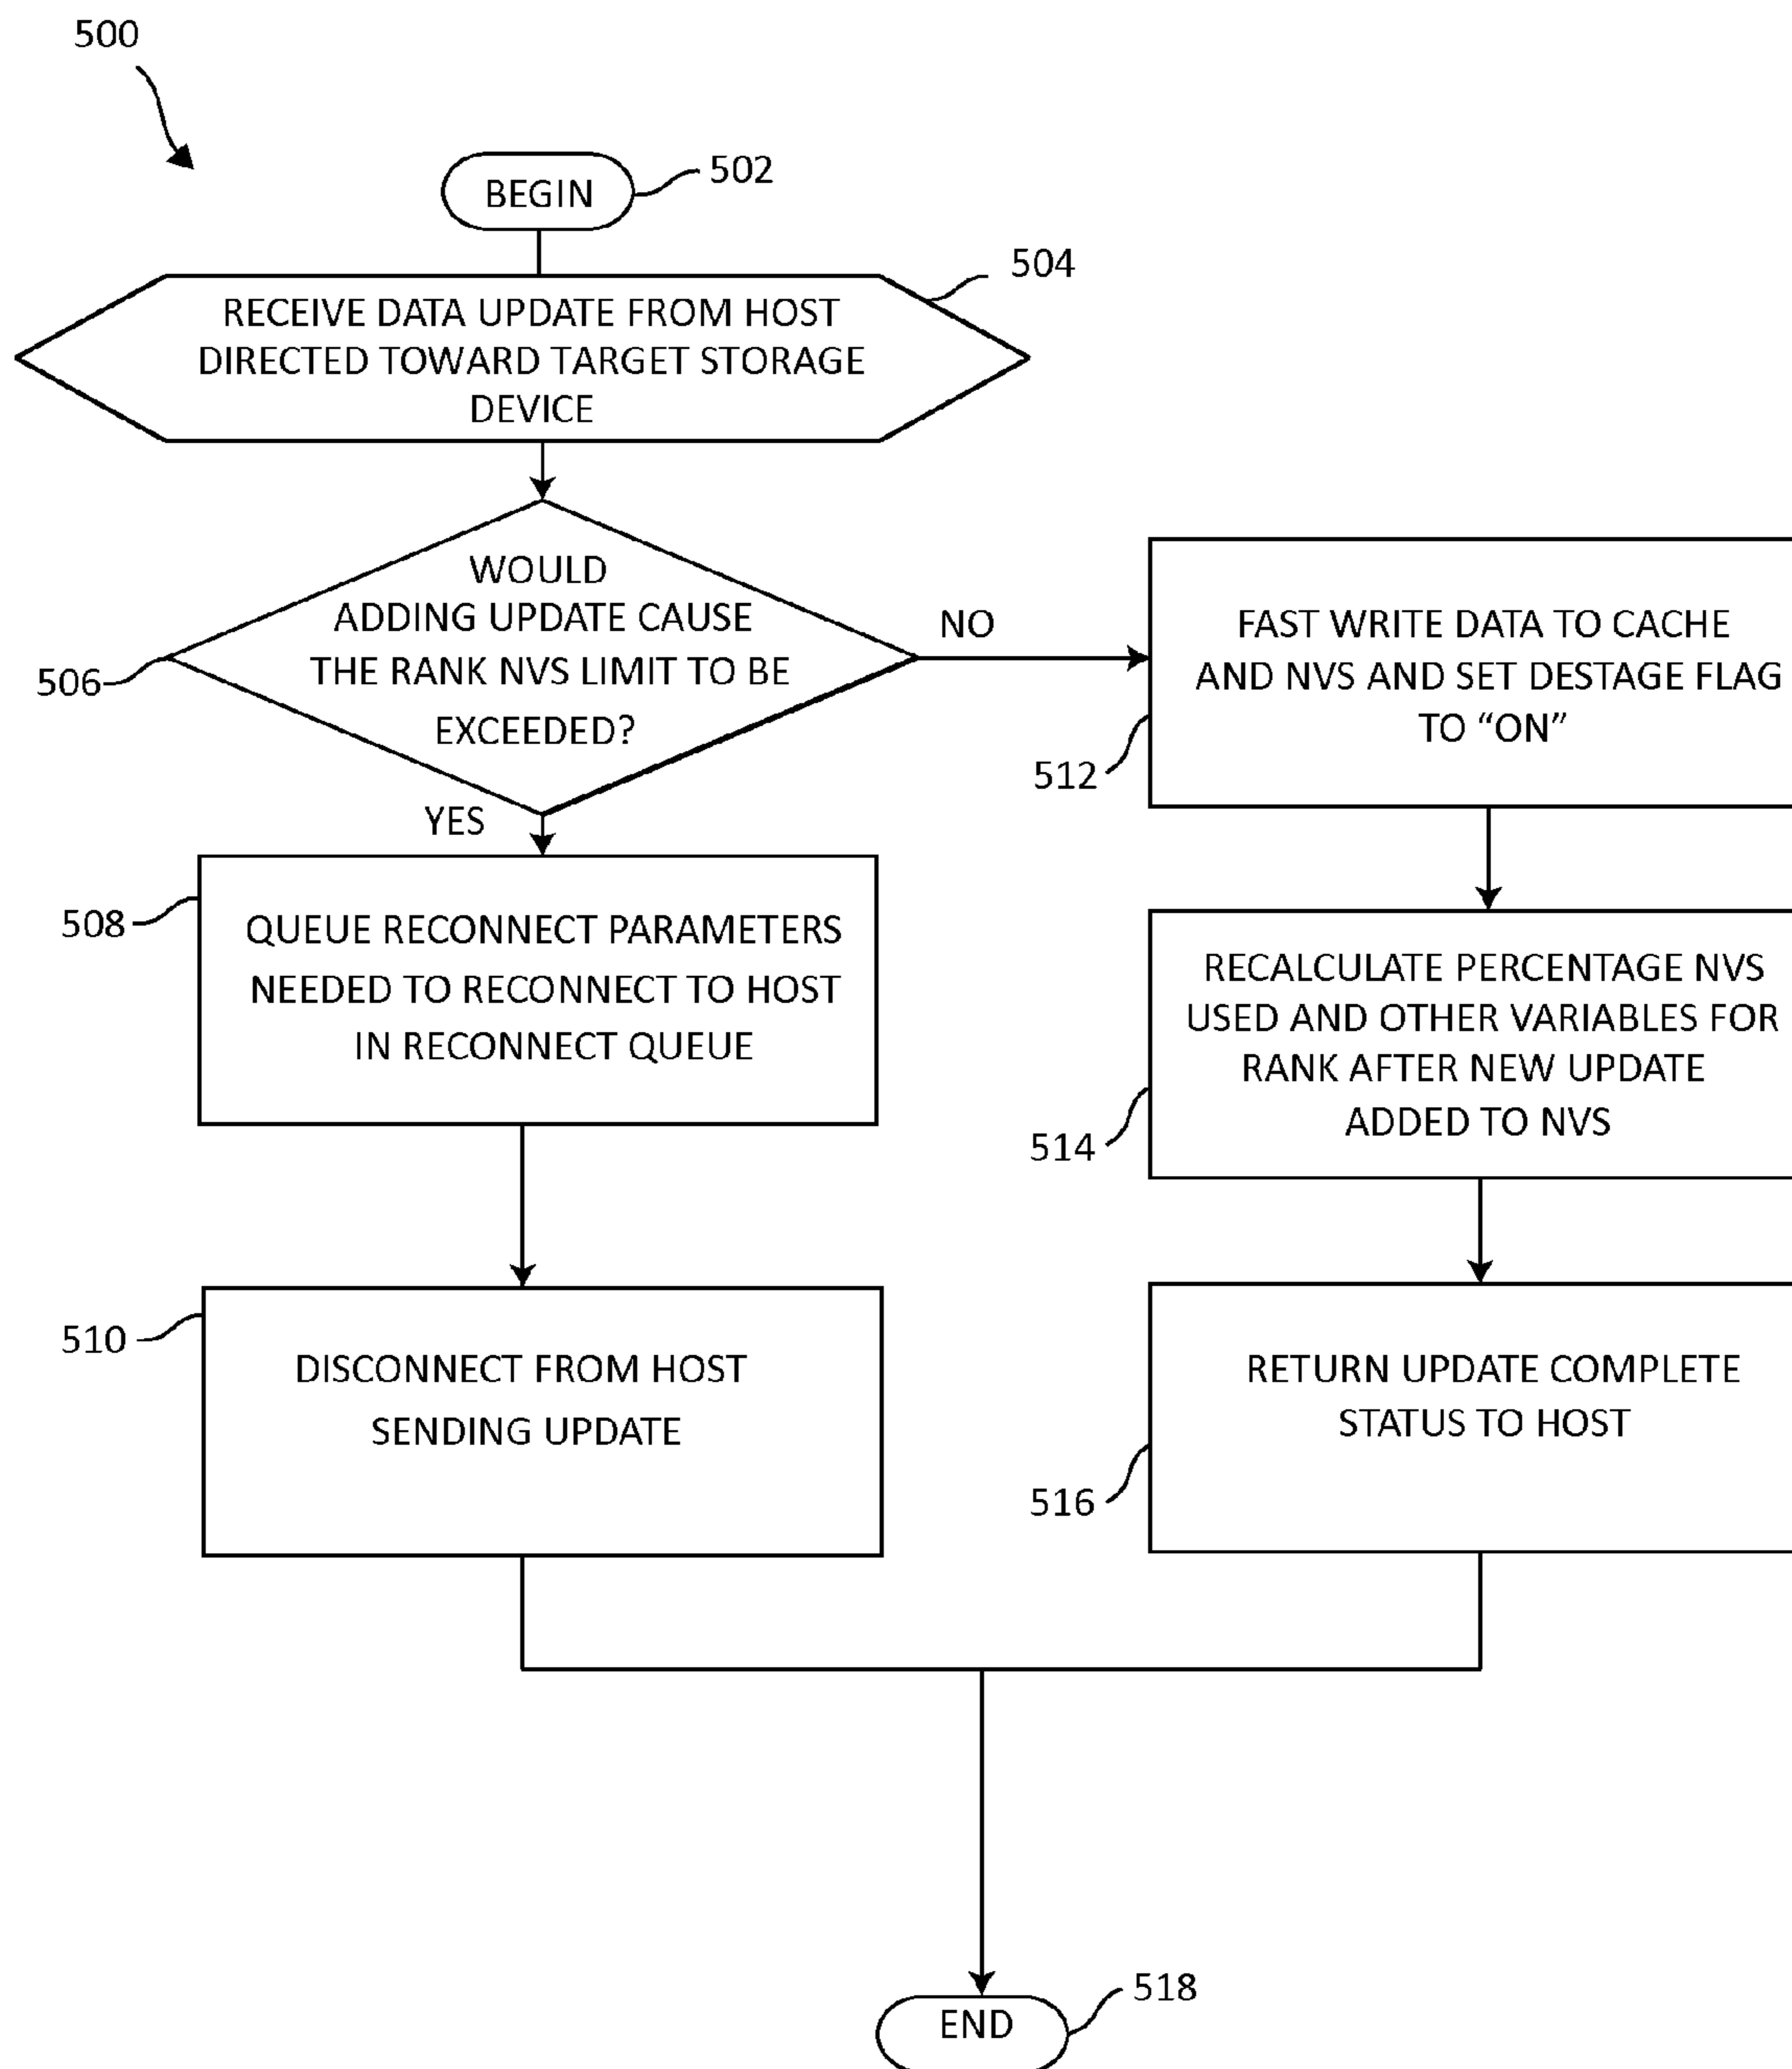 500
BEGIN
502
504
RECEIVE DATA UPDATE FROM HOST
DIRECTED TOWARD TARGET STORAGE
DEVICE
WOULD
ADDING UPDATE CAUSE
THE RANK NVS LIMIT TO BE
EXCEEDED?
506
NO
YES
FAST WRITE DATA TO CACHE
AND NVS AND SET DESTAGE FLAG
TO “ON”
512
508
QUEUE RECONNECT PARAMETERS
NEEDED TO RECONNECT TO HOST
IN RECONNECT QUEUE
RECALCULATE PERCENTAGE NVS
USED AND OTHER VARIABLES FOR
RANK AFTER NEW UPDATE
ADDED TO NVS
514
510
DISCONNECT FROM HOST
SENDING UPDATE
RETURN UPDATE COMPLETE
STATUS TO HOST
516
END
518